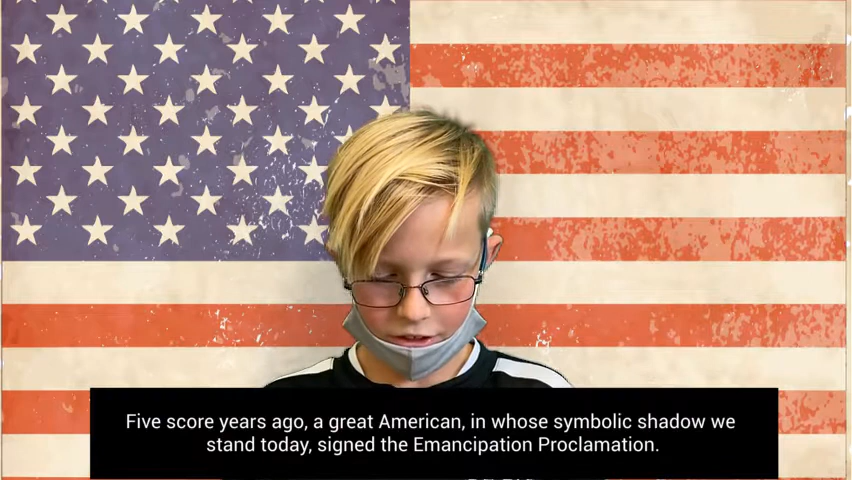 Five score years ago, a great American, in whose symbolic shadow we
stand today, signed the Emancipation Proclamation.